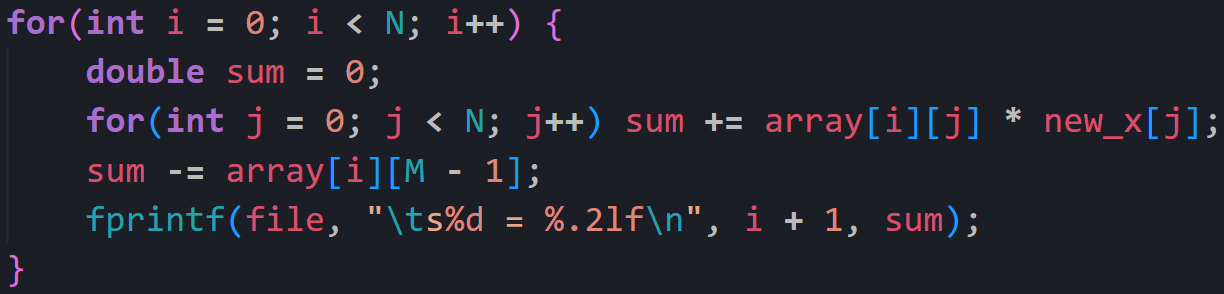 for(int i = 0; i < N; i++) {
    double sum = 0;
    for(int j = 0; j < N; j++) sum += array[i][j] * new_x[j];
    sum -= array[i][M - 1];
    fprintf(file, "\ts%d = %.2lf\n", i + 1, sum);
}